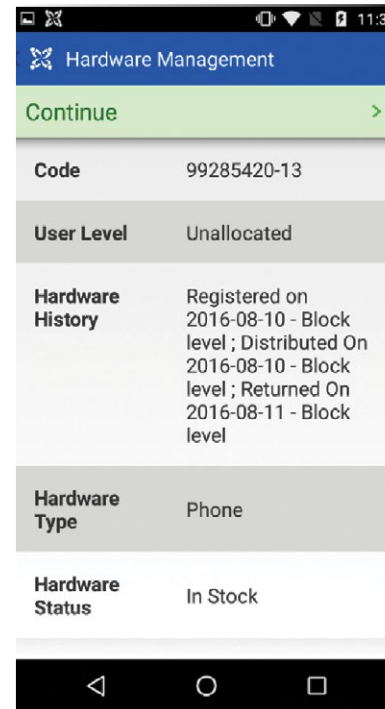 11:3
Hardware Management
Continue >
Code 99285420-13
User Level Unallocated
Hardware Registered on
History 2016-08-10 - Block
level ; Distributed On
2016-08-10 - Block
level ; Returned On
2016-08-11 - Block
level
Hardware
Type Phone
Hardware
Status In Stock